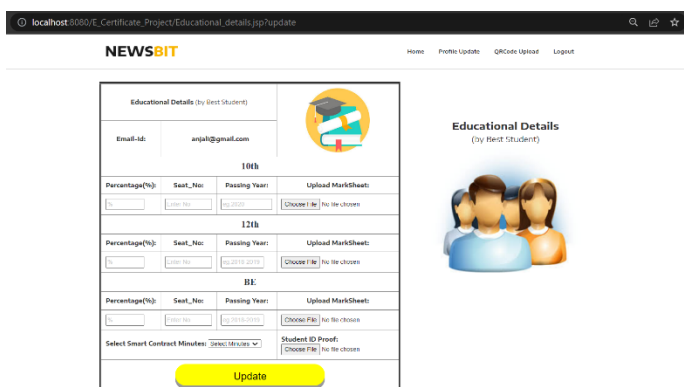 localhost:8080/E_Certificate_Project/Educational_details.jsp?update
NEWSBIT
Home Profile Update QRCode Upload Logout
Educational Details (by Best Student)
Email-Id: anjali@gmail.com
10th
Percentage(%): Seat_No: Passing Year: Upload MarkSheet:
% Enter No eg.2020 Choose File No file chosen
12th
Percentage(%): Seat_No: Passing Year: Upload MarkSheet:
% Enter No eg.2018-2019 Choose File No file chosen
BE
Percentage(%): Seat_No: Passing Year: Upload MarkSheet:
% Enter No eg.2018-2019 Choose File No file chosen
Select Smart Contract Minutes: Select Minutes
Student ID Proof:
Choose File No file chosen
Update
Educational Details
(by Best Student)